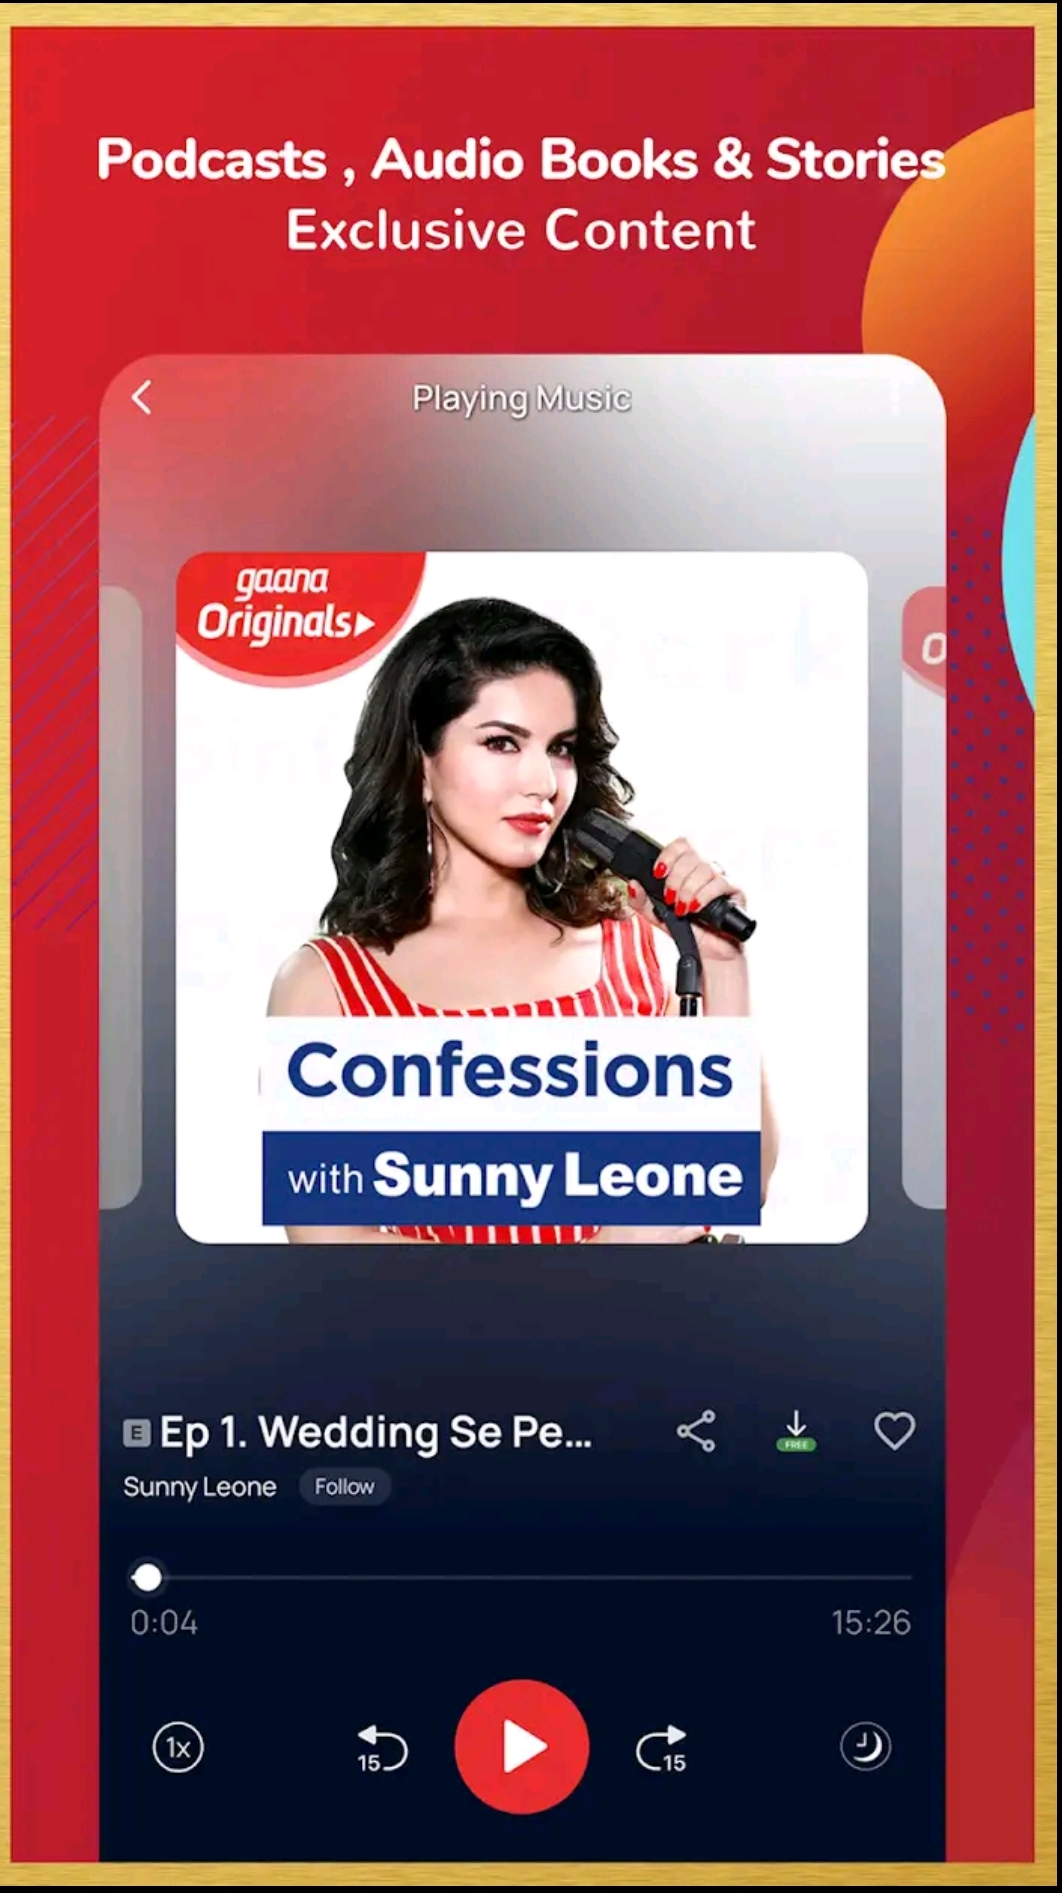 Podcasts , Audio Books & Stories
Exclusive Content
Playing Music
gaana
Originals
Confessions
with Sunny Leone
E Ep 1. Wedding Se Pe...
FREE
Sunny Leone Follow
0:04 15:26
1x 15 15